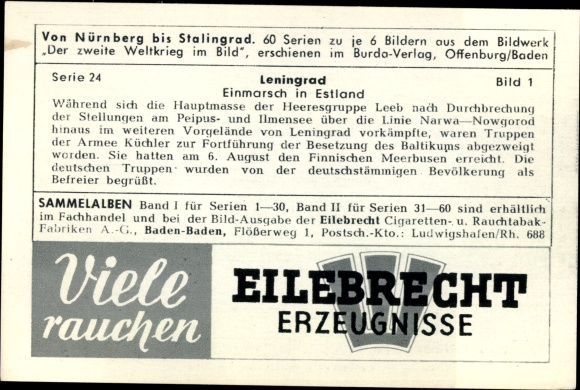 Von Nürnberg bis Stalingrad. 60 Serien zu je 6 Bildern aus dem Bildwerk
„Der zweite Weltkrieg im Bild", erschienen im Burda-Verlag, Offenburg/Baden
Serie 24 Leningrad Bild 1
Einmarsch in Estland
Während sich die Hauptmasse der Heeresgruppe Leeb nach Durchbrechung
der Stellungen am Peipus- und Ilmensee über die Linie Narwa—Nowgorod
hinaus im weiteren Vorgelände von Leningrad vorkämpfte, waren Truppen
der Armee Küchler zur Fortführung der Besetzung des Baltikums abgezweigt
worden. Sie hatten am 6. August den Finnischen Meerbusen erreicht. Die
deutschen Truppen wurden von der deutschstämmigen Bevölkerung als
Befreier begrüßt.
SAMMELALBEN Band I für Serien 1—30, Band II für Serien 31—60 sind erhältlich
im Fachhandel und bei der Bild-Ausgabe der Eilebrecht Cigaretten- u. Rauchtabak-
Fabriken A.-G., Baden-Baden, Flößerweg 1, Postsch.-Kto.: Ludwigshafen/Rh. 688
Viele
rauchen
EILEBRECHT
ERZEUGNISSE